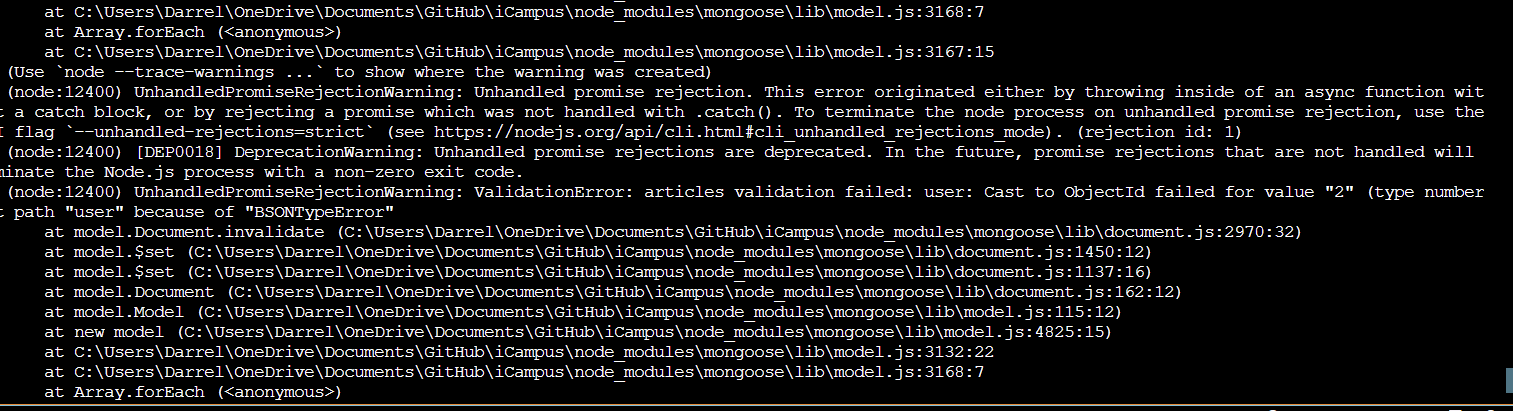 at C:\Users\Darrel\OneDrive\Documents\GitHub\iCampus\node_modules\mongoose\lib\model.js:3168:7
at Array.forEach (<anonymous>)
at C:\Users\Darrel\OneDrive\Documents\GitHub\iCampus\node_modules\mongoose\lib\model.js:3167:15
(Use `node --trace-warnings ...` to show where the warning was created)
(node:12400) UnhandledPromiseRejectionWarning: Unhandled promise rejection. This error originated either by throwing inside of an async function wit
t a catch block, or by rejecting a promise which was not handled with .catch(). To terminate the node process on unhandled promise rejection, use the
I flag `--unhandled-rejections=strict` (see https://nodejs.org/api/cli.html#cli_unhandled_rejections_mode). (rejection id: 1)
(node:12400) [DEP0018] DeprecationWarning: Unhandled promise rejections are deprecated. In the future, promise rejections that are not handled will
minate the Node.js process with a non-zero exit code.
(node:12400) UnhandledPromiseRejectionWarning: ValidationError: articles validation failed: user: Cast to ObjectId failed for value "2" (type number
t path "user" because of "BSONTypeError"
at model.Document.invalidate (C:\Users\Darrel\OneDrive\Documents\GitHub\iCampus\node_modules\mongoose\lib\document.js:2970:32)
at model.$set (C:\Users\Darrel\OneDrive\Documents\GitHub\iCampus\node_modules\mongoose\lib\document.js:1450:12)
at model.$set (C:\Users\Darrel\OneDrive\Documents\GitHub\iCampus\node_modules\mongoose\lib\document.js:1137:16)
at model.Document (C:\Users\Darrel\OneDrive\Documents\GitHub\iCampus\node_modules\mongoose\lib\document.js:162:12)
at model.Model (C:\Users\Darrel\OneDrive\Documents\GitHub\iCampus\node_modules\mongoose\lib\model.js:115:12)
at new model (C:\Users\Darrel\OneDrive\Documents\GitHub\iCampus\node_modules\mongoose\lib\model.js:4825:15)
at C:\Users\Darrel\OneDrive\Documents\GitHub\iCampus\node_modules\mongoose\lib\model.js:3132:22
at C:\Users\Darrel\OneDrive\Documents\GitHub\iCampus\node_modules\mongoose\lib\model.js:3168:7
at Array.forEach (<anonymous>)